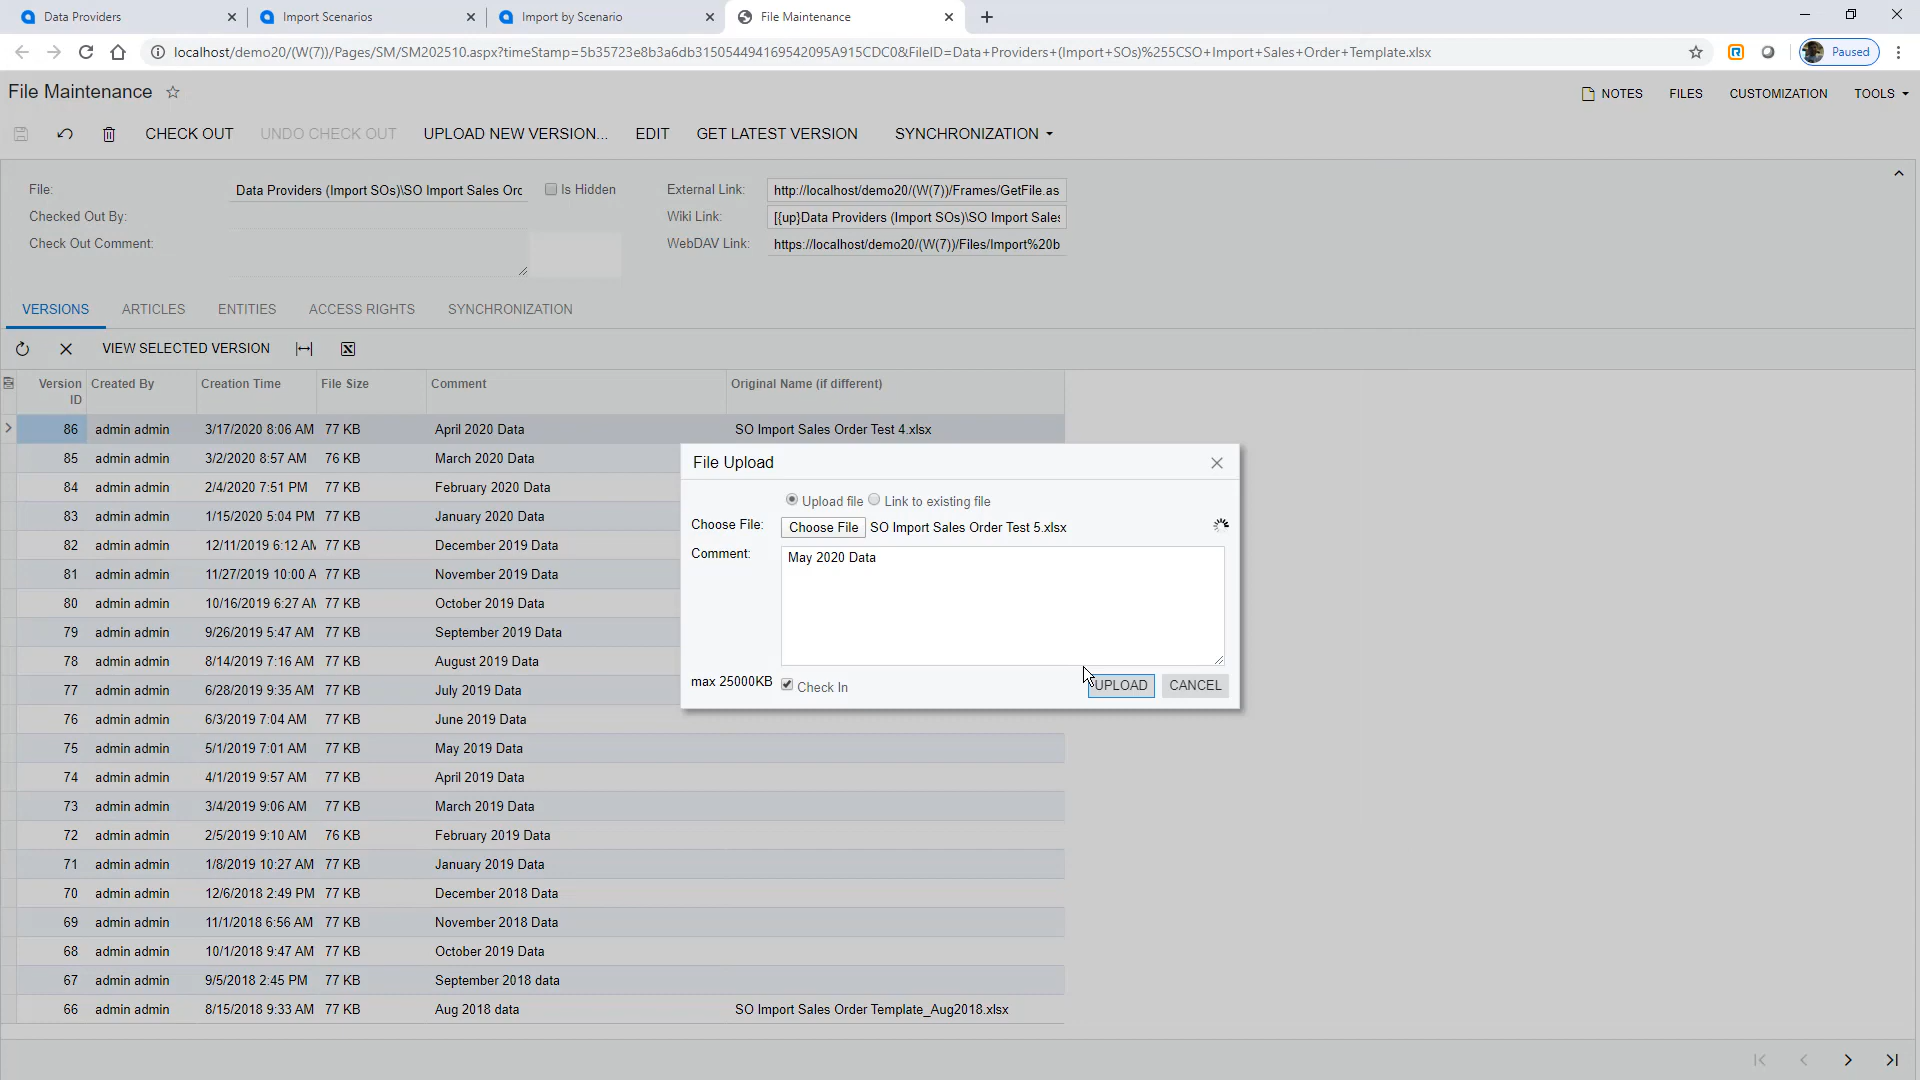 Data Providers
Import Scenarios
Import by Scenario
File Maintenance
localhost/demo20/(W(7))/Pages/SM/SM202510.aspx?timeStamp=5b35723e8b3a6db315054494169542095A915CDC0&FileID=Data+Providers+(Import+SOs)%255CSO+Import+Sales+Order+Template.xlsx
Paused
File Maintenance
NOTES FILES CUSTOMIZATION TOOLS
CHECK OUT UNDO CHECK OUT UPLOAD NEW VERSION... EDIT GET LATEST VERSION SYNCHRONIZATION
File: Data Providers (Import SOs)\SO Import Sales Orc Is Hidden External Link: http://localhost/demo20/(W(7))/Frames/GetFile.as
Checked Out By: Wiki Link: [{up}Data Providers (Import SOs)\SO Import Sales
Check Out Comment: WebDAV Link: https://localhost/demo20/(W(7))/Files/Import%20b
VERSIONS ARTICLES ENTITIES ACCESS RIGHTS SYNCHRONIZATION
VIEW SELECTED VERSION
Version ID Created By Creation Time File Size Comment Original Name (if different)
86 admin admin 3/17/2020 8:06 AM 77 KB April 2020 Data SO Import Sales Order Test 4.xlsx
85 admin admin 3/2/2020 8:57 AM 76 KB March 2020 Data
84 admin admin 2/4/2020 7:51 PM 77 KB February 2020 Data
83 admin admin 1/15/2020 5:04 PM 77 KB January 2020 Data
82 admin admin 12/11/2019 6:12 AM 77 KB December 2019 Data
81 admin admin 11/27/2019 10:00 A 77 KB November 2019 Data
80 admin admin 10/16/2019 6:27 AM 77 KB October 2019 Data
79 admin admin 9/26/2019 5:47 AM 77 KB September 2019 Data
78 admin admin 8/14/2019 7:16 AM 77 KB August 2019 Data
77 admin admin 6/28/2019 9:35 AM 77 KB July 2019 Data
76 admin admin 6/3/2019 7:04 AM 77 KB June 2019 Data
75 admin admin 5/1/2019 7:01 AM 77 KB May 2019 Data
74 admin admin 4/1/2019 9:57 AM 77 KB April 2019 Data
73 admin admin 3/4/2019 9:06 AM 77 KB March 2019 Data
72 admin admin 2/5/2019 9:10 AM 76 KB February 2019 Data
71 admin admin 1/8/2019 10:27 AM 77 KB January 2019 Data
70 admin admin 12/6/2018 2:49 PM 77 KB December 2018 Data
69 admin admin 11/1/2018 6:56 AM 77 KB November 2018 Data
68 admin admin 10/1/2018 9:47 AM 77 KB October 2019 Data
67 admin admin 9/5/2018 2:45 PM 77 KB September 2018 data
66 admin admin 8/15/2018 9:33 AM 77 KB Aug 2018 data SO Import Sales Order Template_Aug2018.xlsx
File Upload
Upload file Link to existing file
Choose File: Choose File SO Import Sales Order Test 5.xlsx
Comment: May 2020 Data
max 25000KB Check In UPLOAD CANCEL